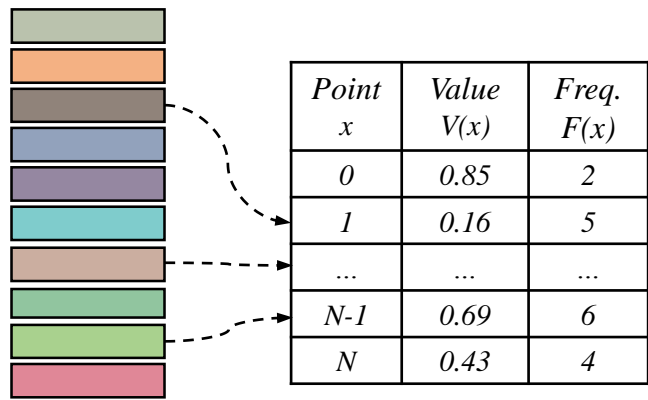 Point Value Freq.
x V(x) F(x)
0 0.85 2
1 0.16 5
... ... ...
N-1 0.69 6
N 0.43 4